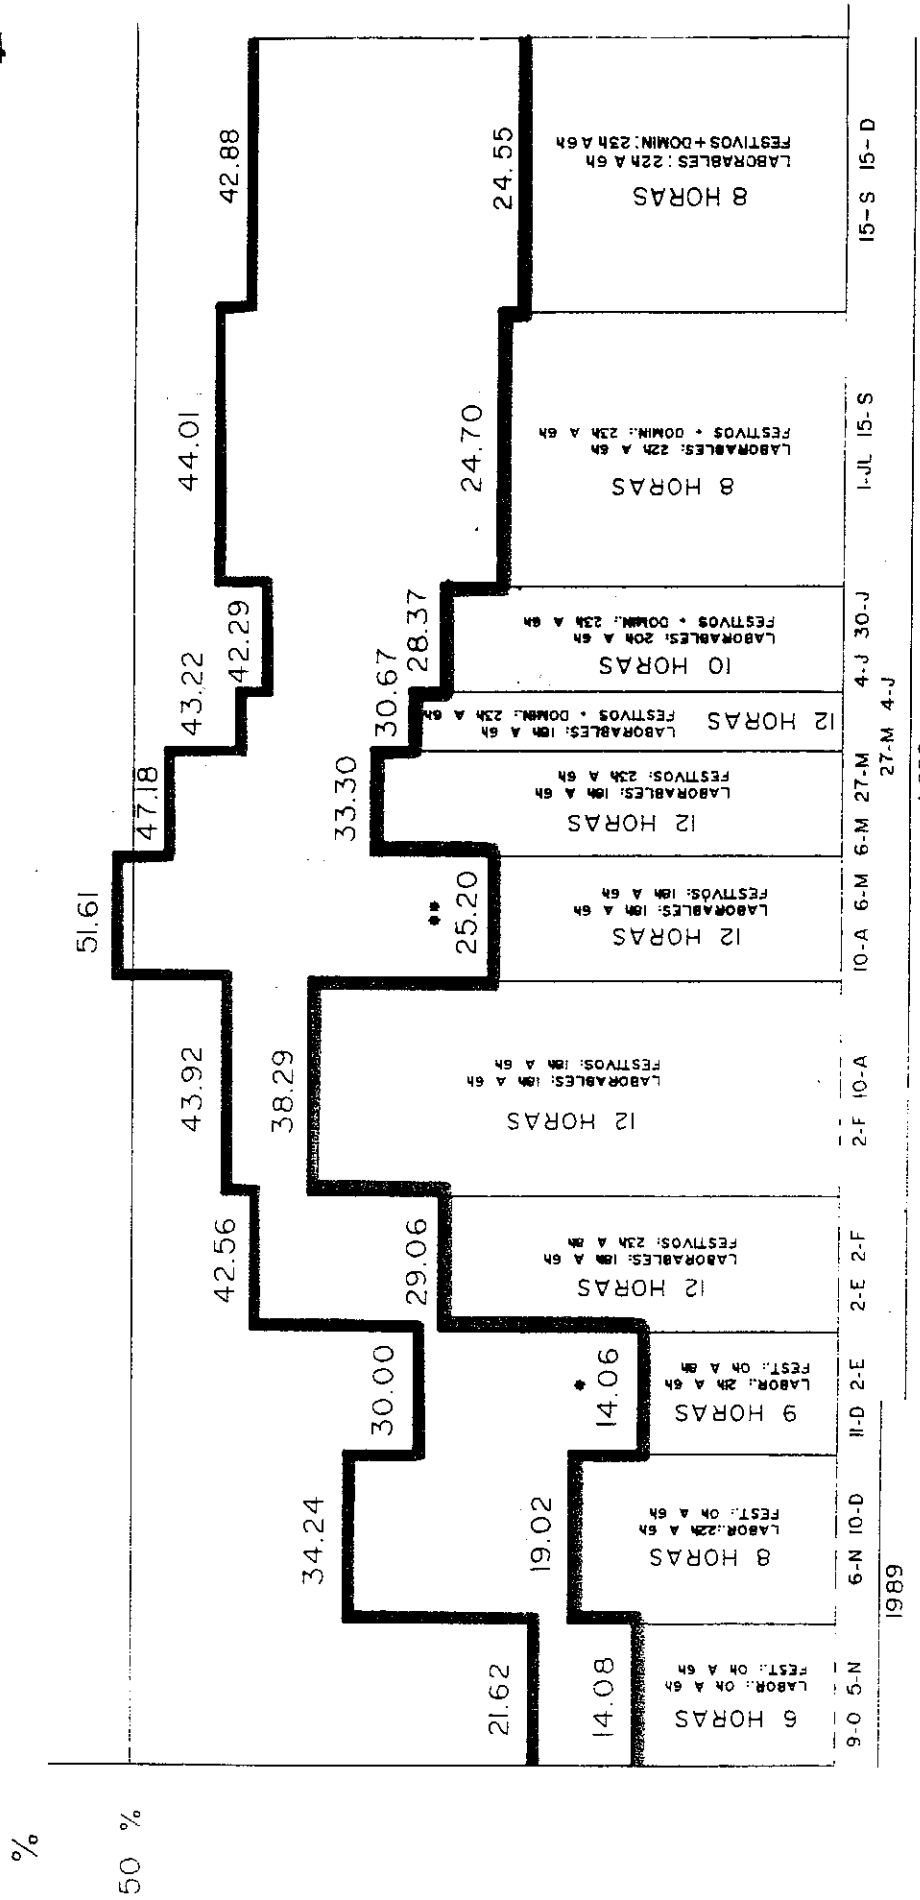 %
50 %
21.62
34.24
30.00
42.56
43.92
51.61
47.18
43.22
42.29
44.01
42.88
14.08
19.02
*
14.06
29.06
38.29
**
25.20
33.30
30.67
28.37
24.70
24.55
6 HORAS
LABOR.: 0h A 6h
FEST.: 0h A 6h
8 HORAS
LABOR.: 22h A 6h
FEST.: 0h A 6h
9 HORAS
LABOR.: 21h A 6h
FEST.: 0h A 8h
12 HORAS
LABORABLES: 18h A 6h
FESTIVOS: 23h A 8h
12 HORAS
LABORABLES: 18h A 6h
FESTIVOS: 18h A 6h
12 HORAS
LABORABLES: 18h A 6h
FESTIVOS: 18h A 6h
12 HORAS
LABORABLES: 18h A 6h
FESTIVOS: 23h A 6h
12 HORAS
LABORABLES: 18h A 6h
FESTIVOS + DOMIN.: 23h A 6h
10 HORAS
LABORABLES: 20h A 6h
FESTIVOS + DOMIN.: 23h A 6h
8 HORAS
LABORABLES: 22h A 6h
FESTIVOS + DOMIN.: 23h A 6h
8 HORAS
LABORABLES: 22h A 6h
FESTIVOS+DOMIN: 23h A 6h
9-O 5-N
6-N 10-D
11-D 2-E
2-E 2-F
2-F 10-A
10-A 6-M
6-M 27-M
27-M 4-J
4-J 30-J
1-JL 15-S
15-S 15-D
1989